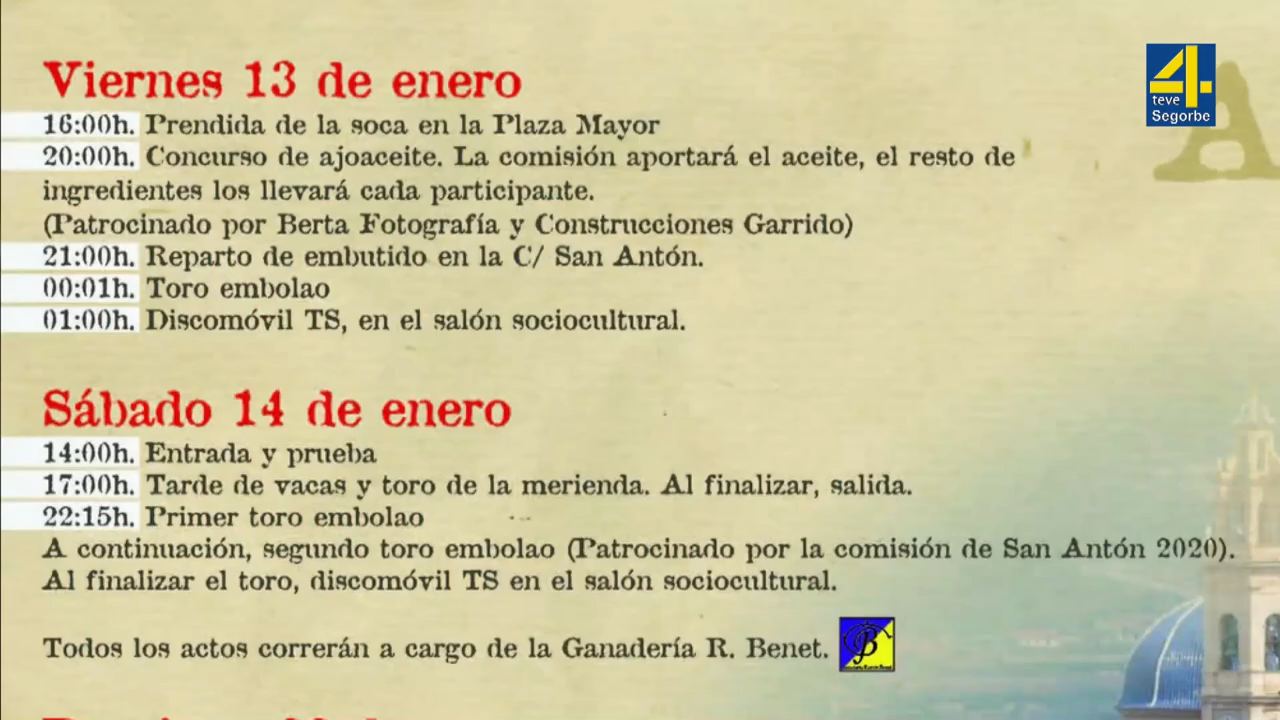 Viernes 13 de enero
16:00h. Prendida de la soca en la Plaza Mayor
20:00h. Concurso de ajoaceite. La comisión aportará el aceite, el resto de
ingredientes los llevará cada participante.
(Patrocinado por Berta Fotografía y Construcciones Garrido)
21:00h. Reparto de embutido en la C/ San Antón.
00:01h. Toro embolao
01:00h. Discomóvil TS, en el salón sociocultural.
Sábado 14 de enero
14:00h. Entrada y prueba
17:00h. Tarde de vacas y toro de la merienda. Al finalizar, salida.
22:15h. Primer toro embolao
A continuación, segundo toro embolao (Patrocinado por la comisión de San Antón 2020).
Al finalizar el toro, discomóvil TS en el salón sociocultural.
Todos los actos correrán a cargo de la Ganadería R. Benet.
4
teve
Segorbe
A